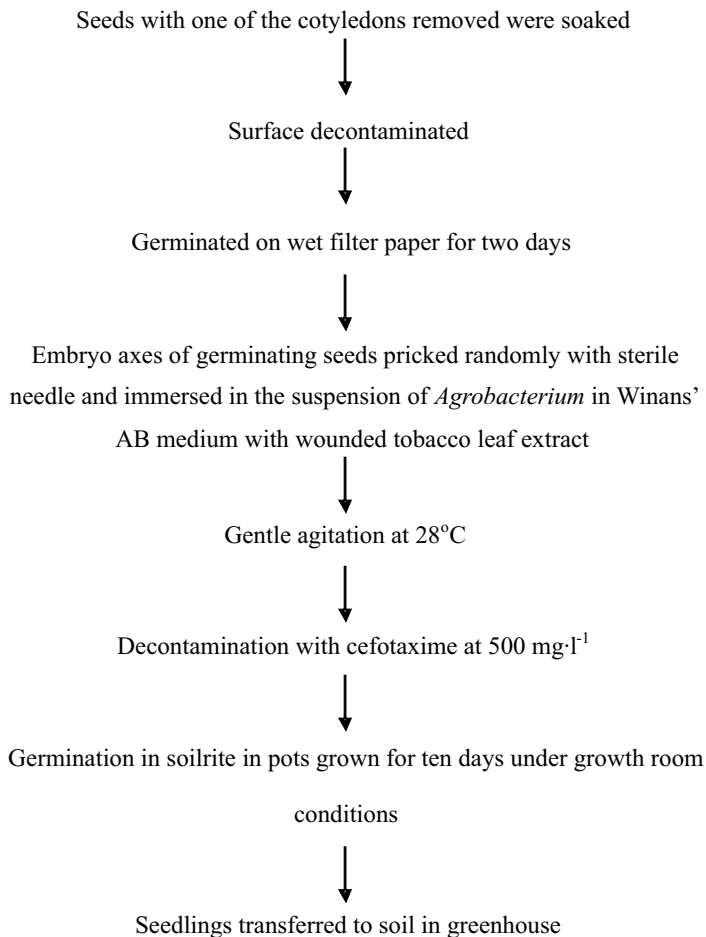 Seeds with one of the cotyledons removed were soaked
Surface decontaminated
Germinated on wet filter paper for two days
Embryo axes of germinating seeds pricked randomly with sterile
needle and immersed in the suspension of Agrobacterium in Winans’
AB medium with wounded tobacco leaf extract
Gentle agitation at 28°C
Decontamination with cefotaxime at 500 mg·l⁻¹
Germination in soilrite in pots grown for ten days under growth room
conditions
Seedlings transferred to soil in greenhouse